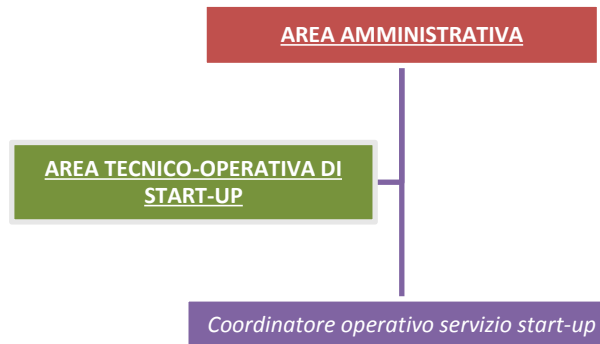 AREA AMMINISTRATIVA
AREA TECNICO-OPERATIVA DI
START-UP
Coordinatore operativo servizio start-up